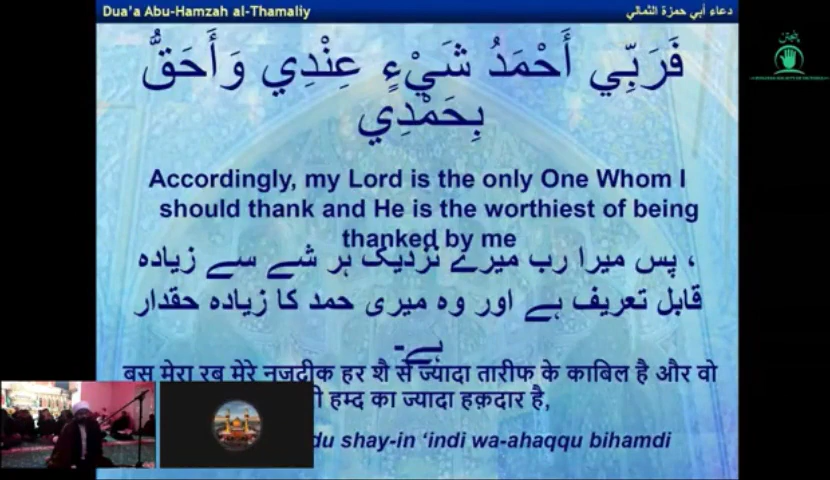 Dua'a Abu-Hamzah al-Thamaliy
دعاء أبي حمزة الثمالي
فَرَبِّي أَحْمَدُ شَيْءٍ عِنْدِي وَأَحَقُّ
بِحَمْدِي
Accordingly, my Lord is the only One Whom I
should thank and He is the worthiest of being
thanked by me
، پس میرا رب میرے نزدیک ہر شے سے زیادہ
قابل تعریف ہے اور وہ میری حمد کا زیادہ حقدار
ہے۔
बस मेरा रब मेरे नज़दीक हर शै से ज्यादा तारीफ के काबिल है और वो
हम्द का ज्यादा हक़दार है,
du shay-in ‘indi wa-ahaqqu bihamdi